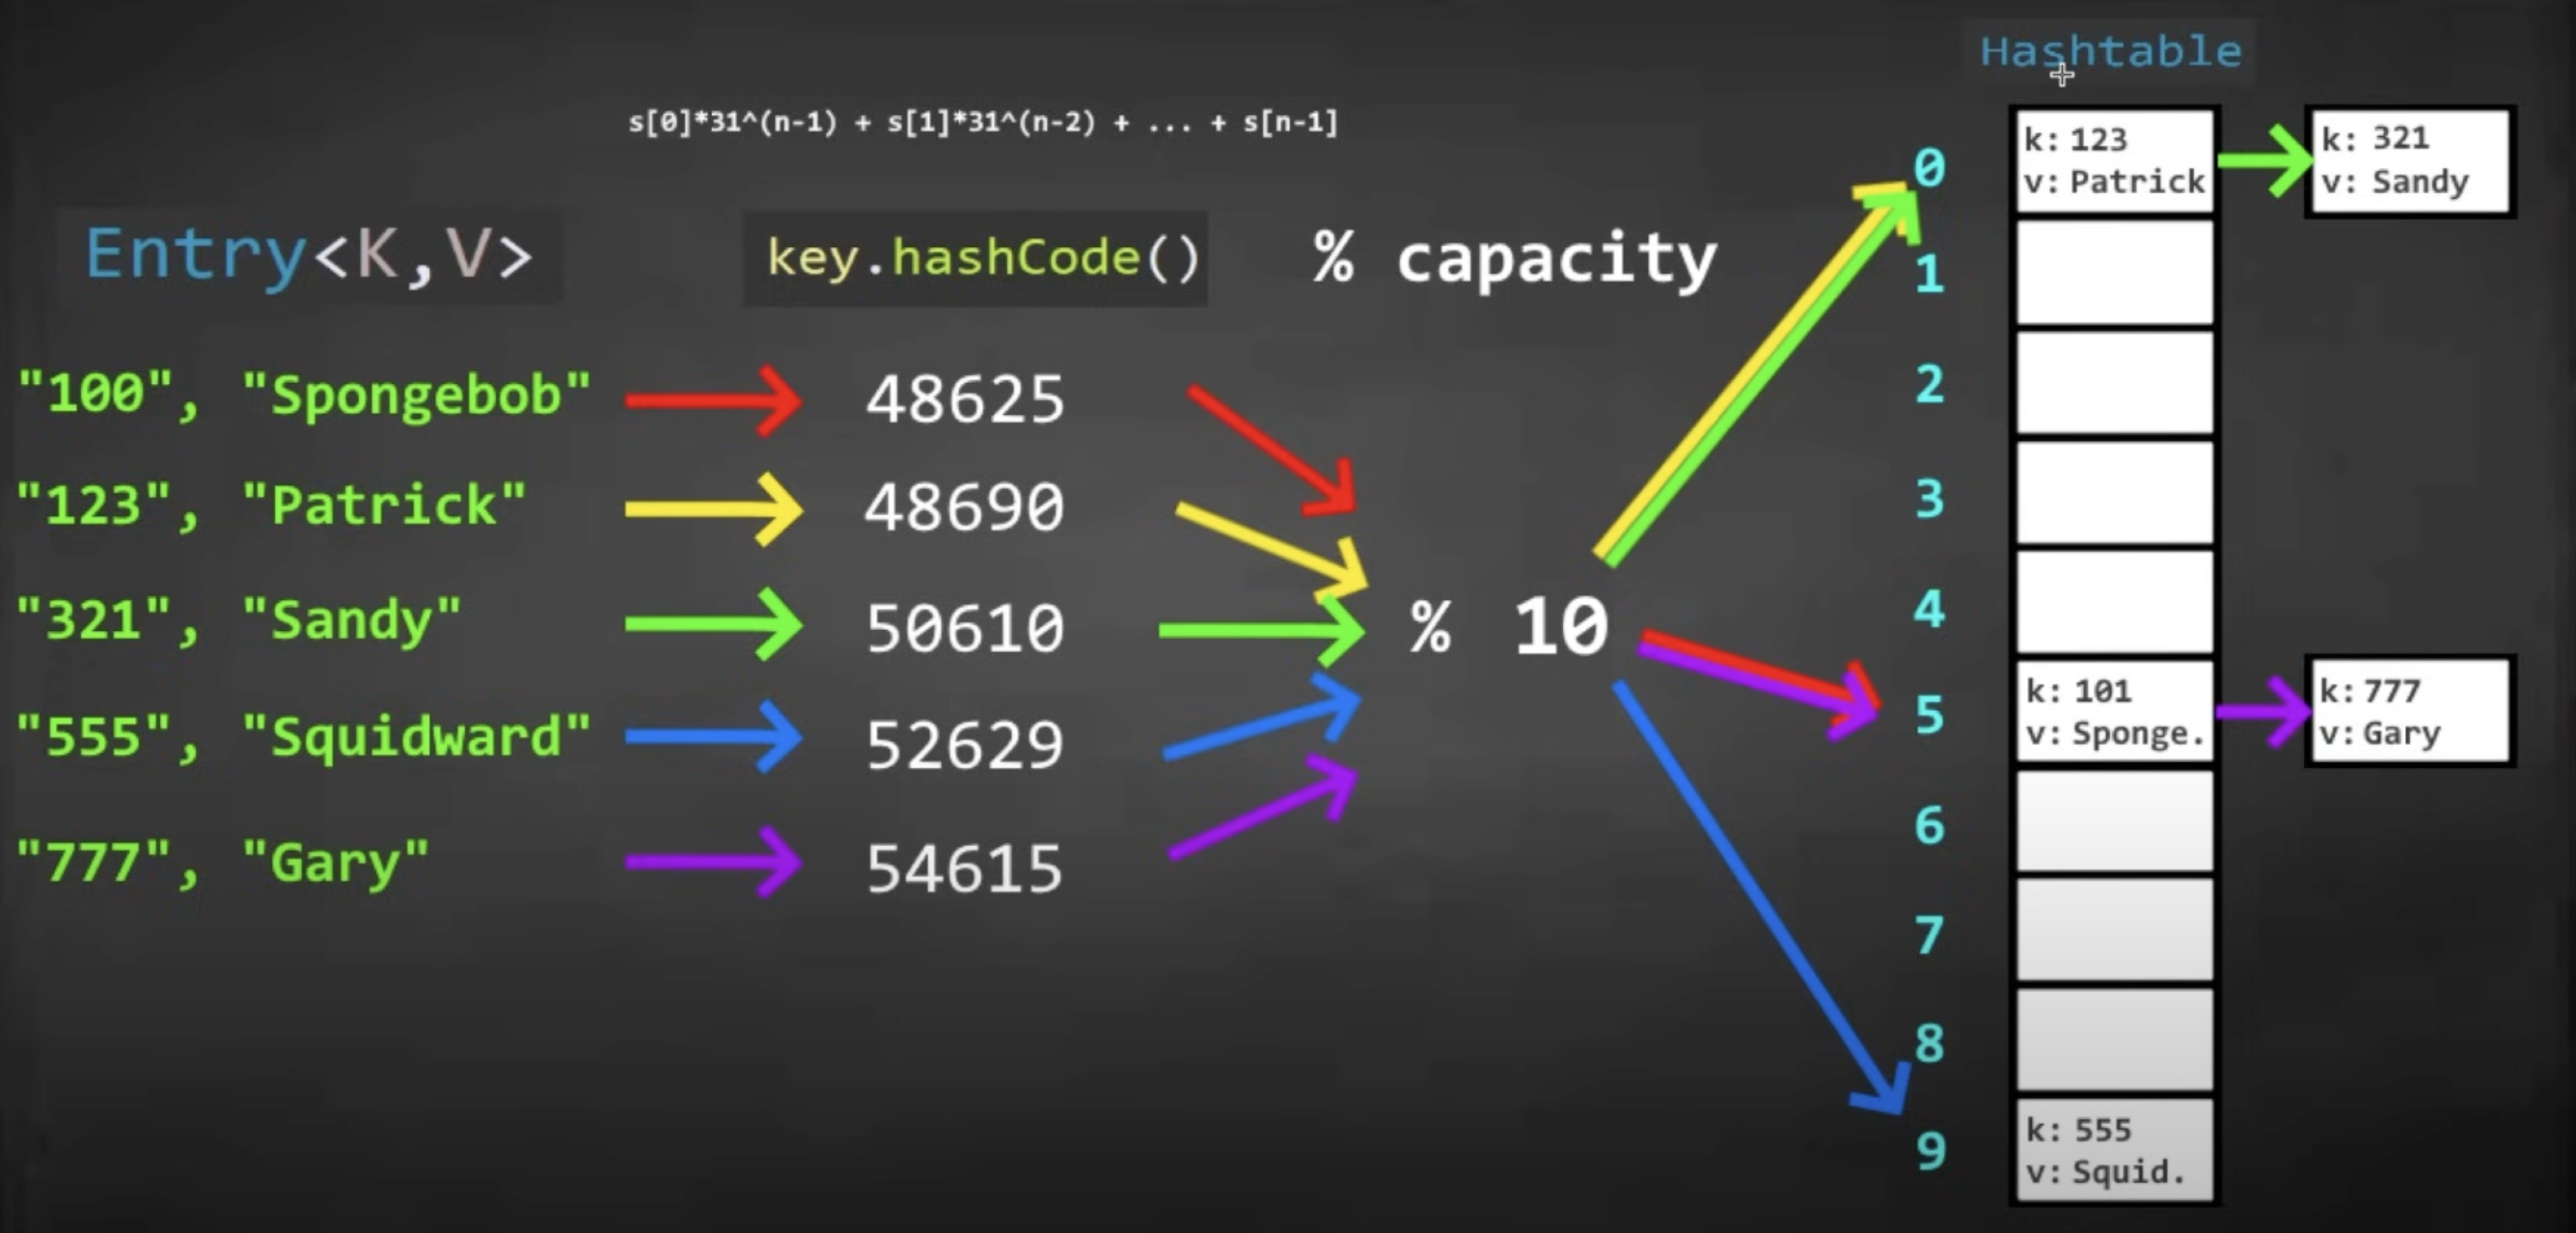 Hashtable
s[0]*31^(n-1) + s[1]*31^(n-2) + ... + s[n-1]
Entry<K,V>
key.hashCode()
% capacity
"100", "Spongebob"
48625
"123", "Patrick"
48690
"321", "Sandy"
50610
"555", "Squidward"
52629
"777", "Gary"
54615
% 10
0
k: 123
v: Patrick
k: 321
v: Sandy
1
2
3
4
5
k: 101
v: Sponge.
k: 777
v: Gary
6
7
8
9
k: 555
v: Squid.